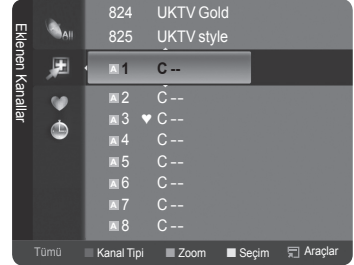 Eklenen Kanallar
All
824 UKTV Gold
825 UKTV style
A 1 C --
A 2 C --
A 3 ♥ C --
A 4 C --
A 5 C --
A 6 C --
A 7 C --
A 8 C --
Tümü Kanal Tipi Zoom Seçim Araçlar